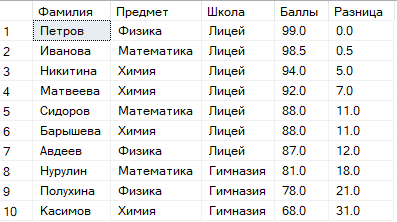 Фамилия Предмет Школа Баллы Разница
1 Петров Физика Лицей 99.0 0.0
2 Иванова Математика Лицей 98.5 0.5
3 Никитина Химия Лицей 94.0 5.0
4 Матвеева Химия Лицей 92.0 7.0
5 Сидоров Математика Лицей 88.0 11.0
6 Барышева Химия Лицей 88.0 11.0
7 Авдеев Физика Лицей 87.0 12.0
8 Нурулин Математика Гимназия 81.0 18.0
9 Полухина Физика Гимназия 78.0 21.0
10 Касимов Химия Гимназия 68.0 31.0